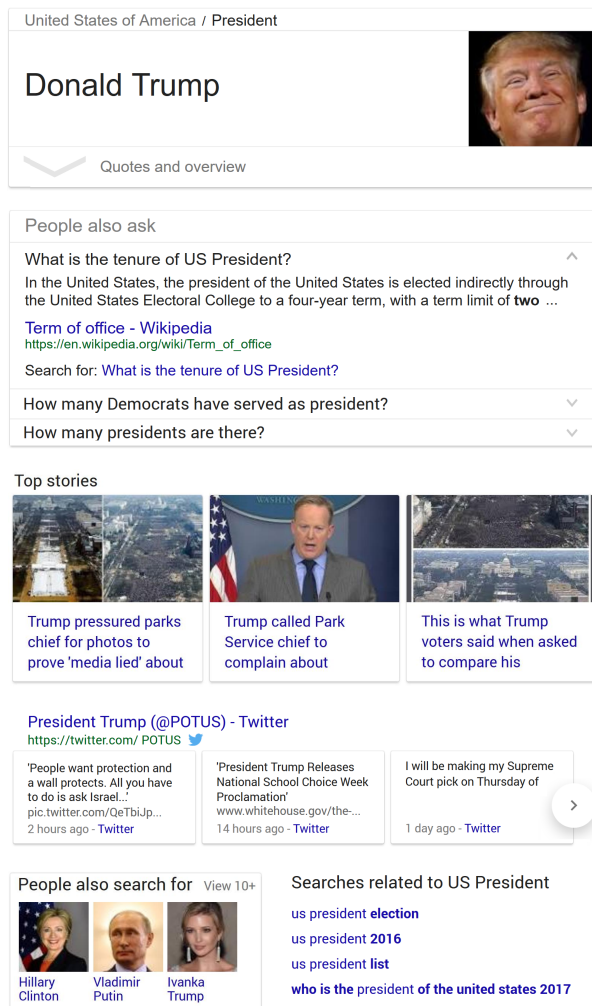 United States of America / President
Donald Trump
Quotes and overview
People also ask
What is the tenure of US President?
In the United States, the president of the United States is elected indirectly through
the United States Electoral College to a four-year term, with a term limit of two ...
Term of office - Wikipedia
https://en.wikipedia.org/wiki/Term_of_office
Search for: What is the tenure of US President?
How many Democrats have served as president?
How many presidents are there?
Top stories
WASHING
Trump pressured parks
chief for photos to
prove 'media lied' about
Trump called Park
Service chief to
complain about
This is what Trump
voters said when asked
to compare his
President Trump (@POTUS) - Twitter
https://twitter.com/ POTUS
'People want protection and
a wall protects. All you have
to do is ask Israel...'
pic.twitter.com/QeTbiJp...
2 hours ago - Twitter
'President Trump Releases
National School Choice Week
Proclamation'
www.whitehouse.gov/the-...
14 hours ago - Twitter
I will be making my Supreme
Court pick on Thursday of
1 day ago - Twitter
People also search for View 10+
Hillary
Clinton
Vladimir
Putin
Ivanka
Trump
Searches related to US President
us president election
us president 2016
us president list
who is the president of the united states 2017